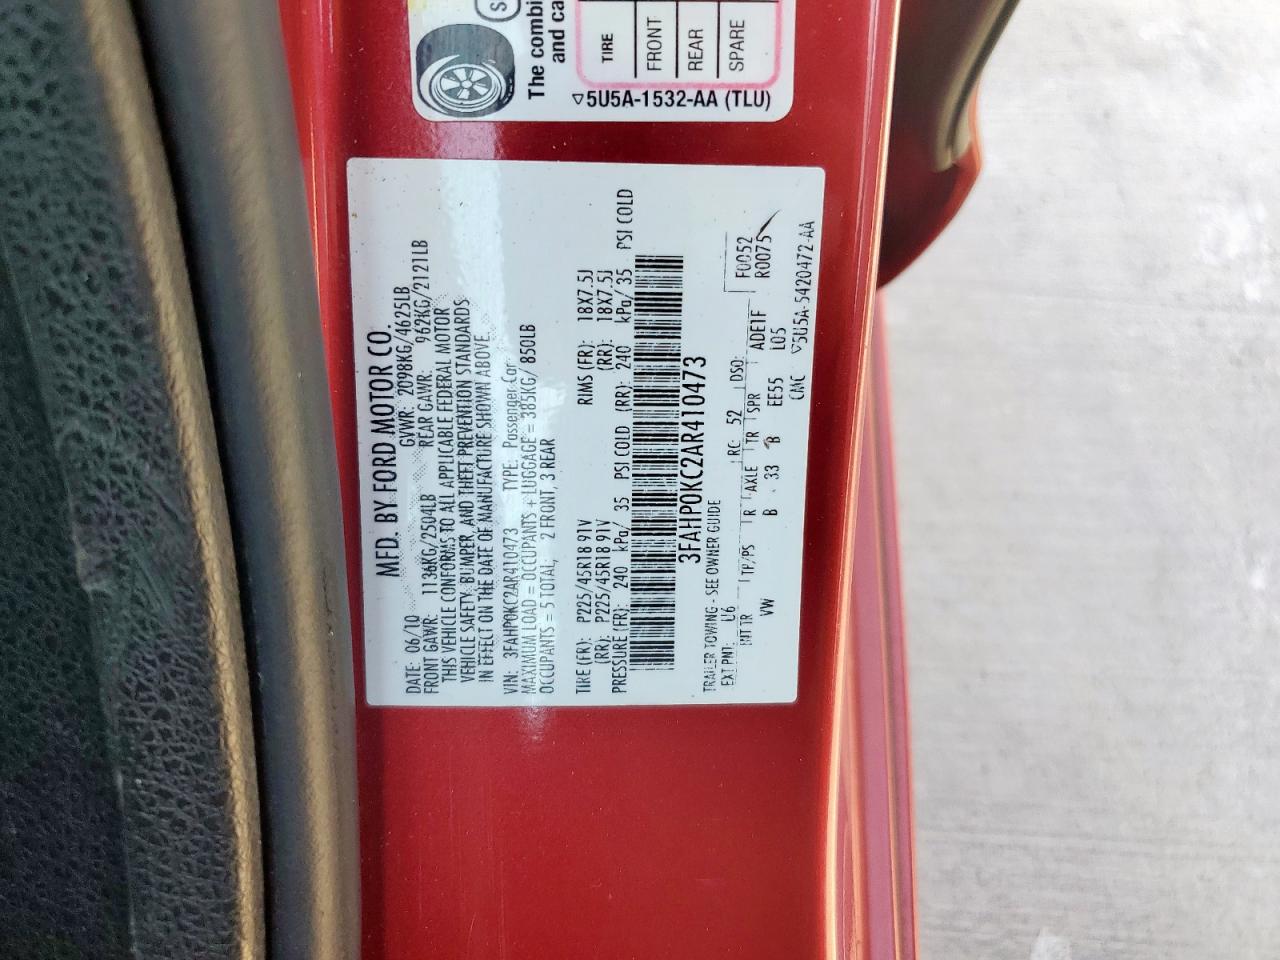 The combi
and ca
TIRE
FRONT
REAR
SPARE
5U5A-1532-AA (TLU)
MFD. BY FORD MOTOR CO.
DATE: 06/10 GVWR: 2098KG/4625LB
FRONT GAWR: 1136KG/2504LB REAR GAWR: 962KG/2121LB
THIS VEHICLE CONFORMS TO ALL APPLICABLE FEDERAL MOTOR
VEHICLE SAFETY, BUMPER, AND THEFT PREVENTION STANDARDS
IN EFFECT ON THE DATE OF MANUFACTURE SHOWN ABOVE.
VIN: 3FAHP0KC2AR410473 TYPE: Passenger Car
MAXIMUM LOAD = OCCUPANTS + LUGGAGE = 385KG/ 850LB
OCCUPANTS = 5 TOTAL; 2 FRONT, 3 REAR
TIRE (FR): P225/45R18 91V RIMS (FR): 18X7.5J
(RR): P225/45R18 91V (RR): 18X7.5J
PRESSURE (FR): 240 kPa/ 35 PSI COLD (RR): 240 kPa/ 35 PSI COLD
3FAHP0KC2AR410473
TRAILER TOWING - SEE OWNER GUIDE
EXT PNT: U6 RC: 52 DSO: F0052
R0075
INT TR TP/PS R AXLE TR SPR ADE1F
VW B 33 B EE55 L05
CMC 5U5A-5420472-AA